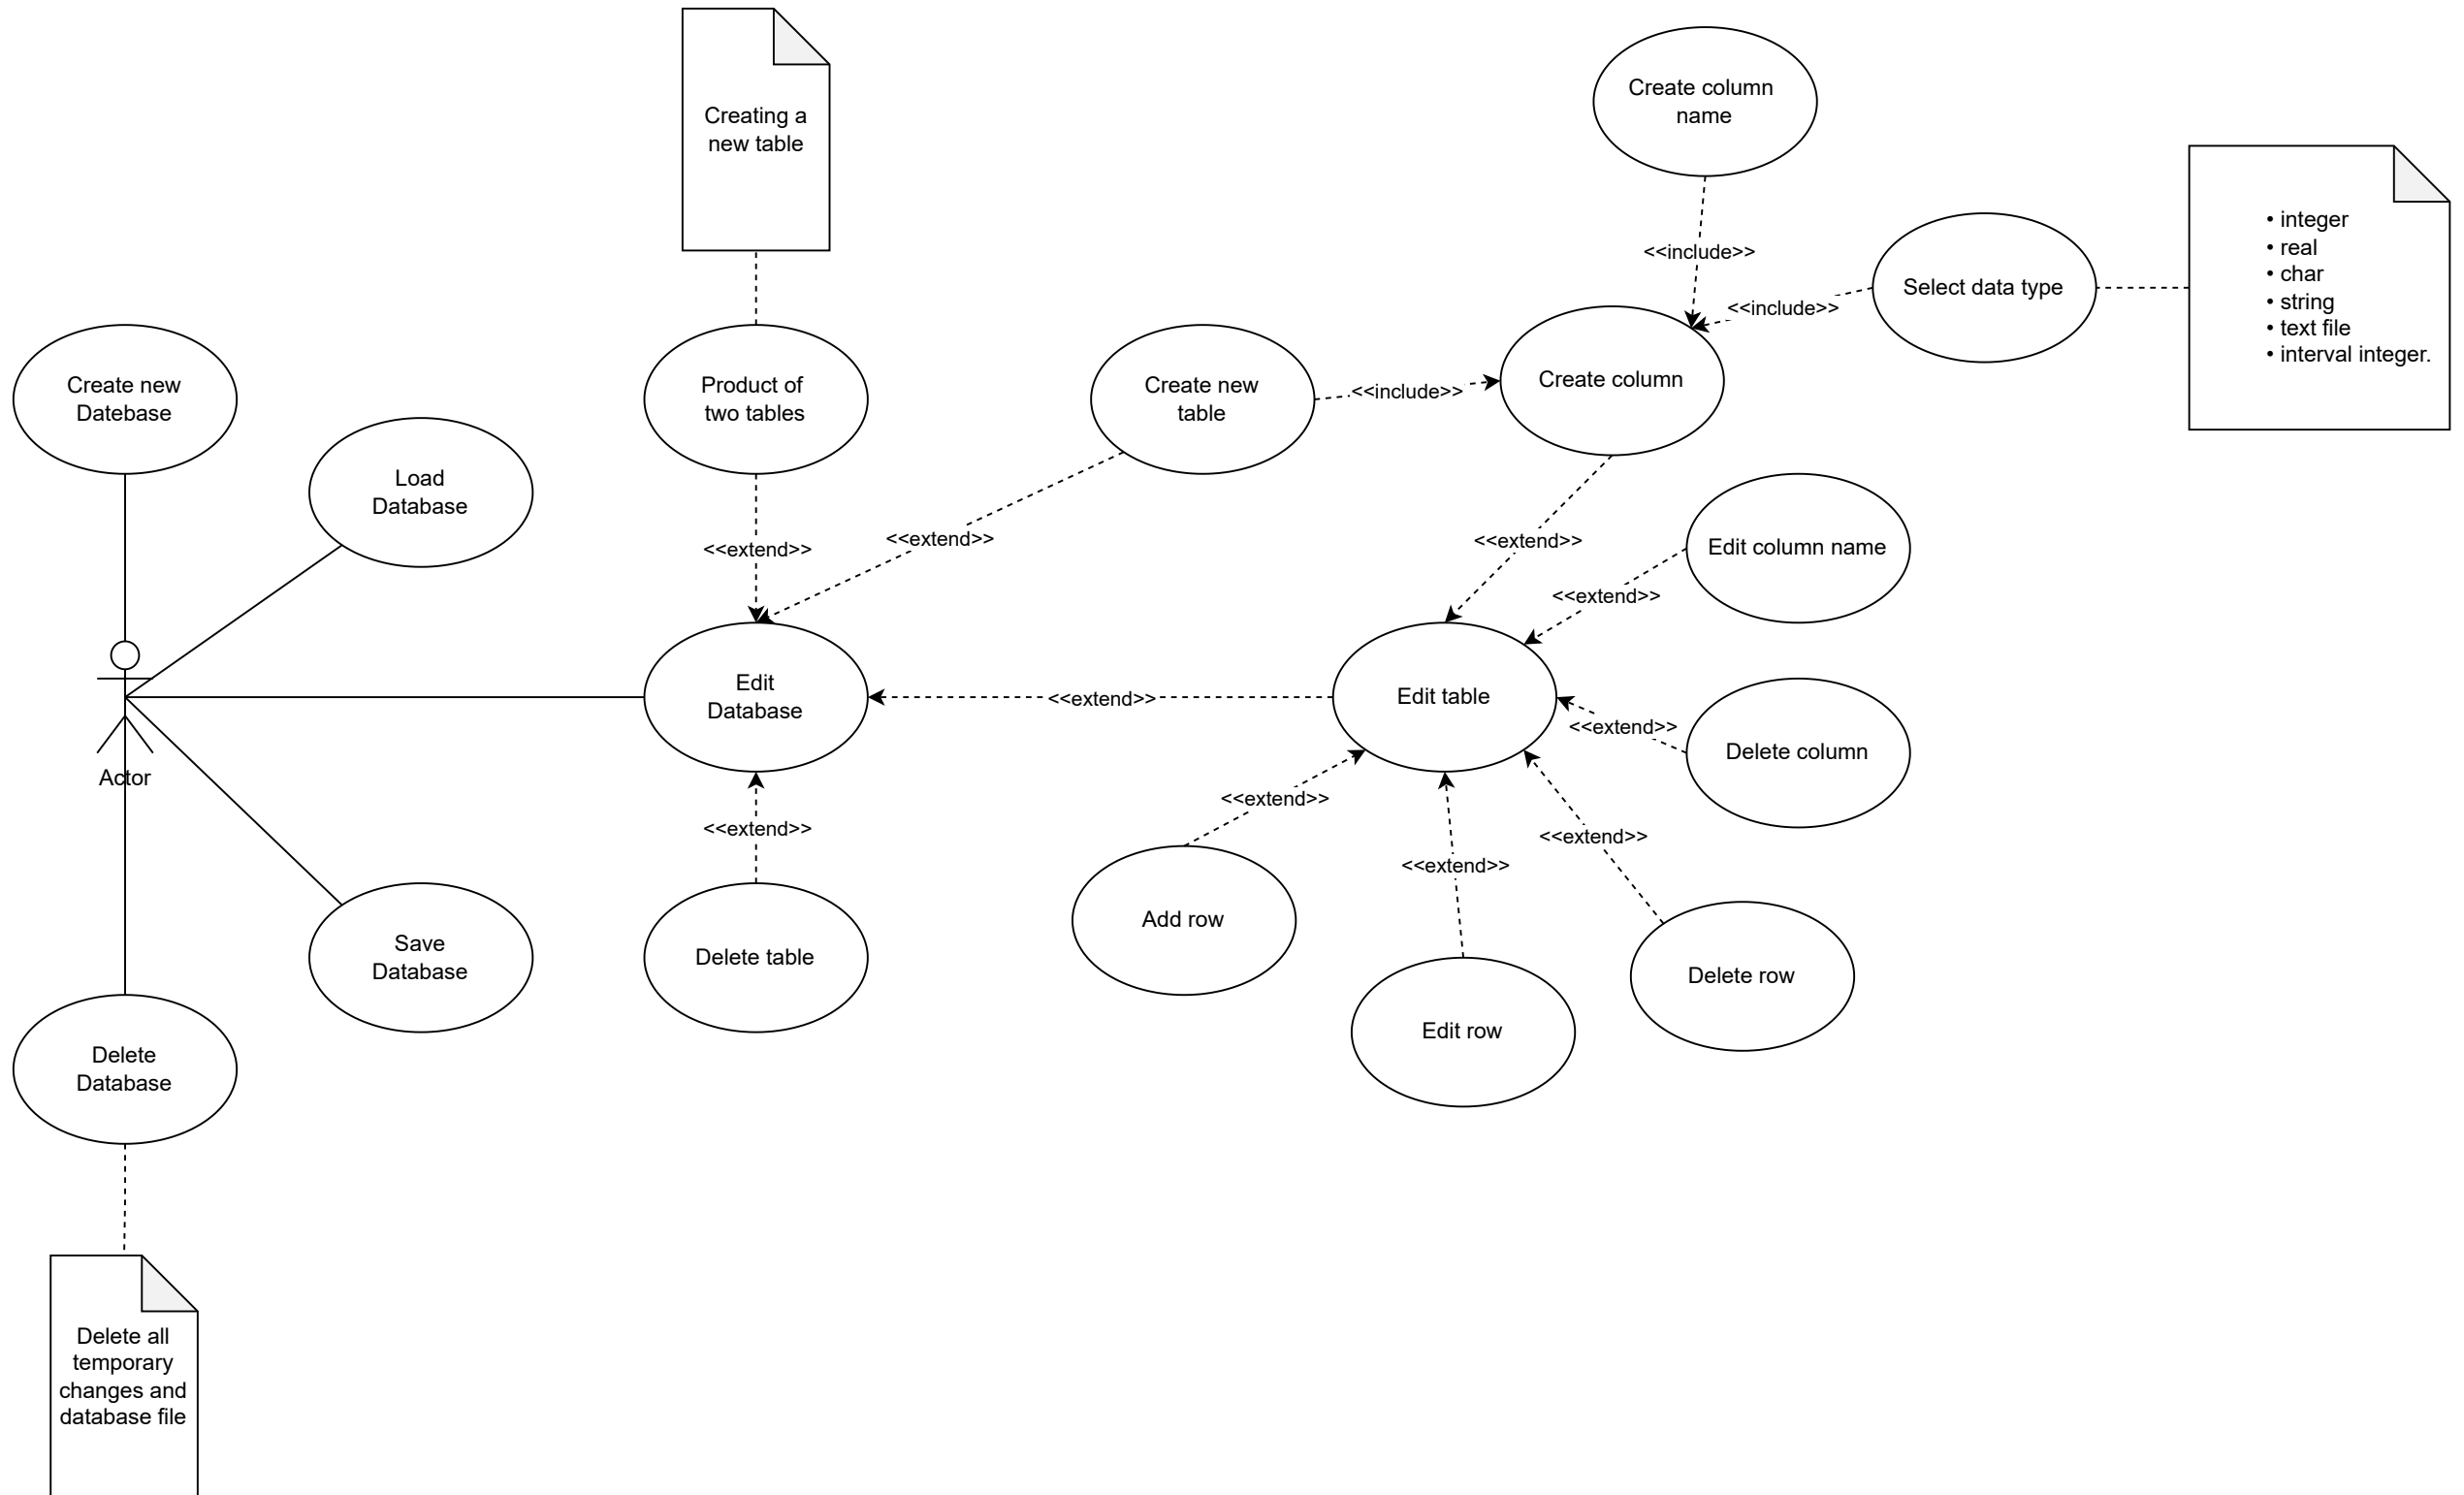 Creating a
new table
Create column
name
• integer
• real
• char
• string
• text file
• interval integer.
<<include>>
Select data type
<<include>>
Create new
Datebase
Product of
two tables
Create new
table
<<include>>
Create column
Load
Database
<<extend>>
<<extend>>
<<extend>>
Edit column name
<<extend>>
Edit
Database
<<extend>>
Edit table
<<extend>>
Delete column
Actor
<<extend>>
<<extend>>
<<extend>>
<<extend>>
Save
Database
Delete table
Add row
Edit row
Delete row
Delete
Database
Delete all
temporary
changes and
database file